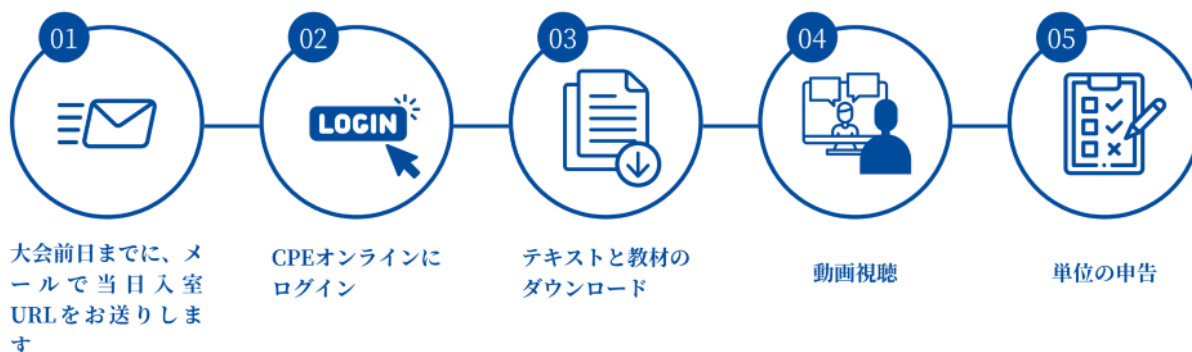 01
02
03
04
05
LOGIN
大会前日までに、メ
ールで当日入室
URLをお送りしま
す
CPEオンラインに
ログイン
テキストと教材の
ダウンロード
動画視聴
単位の申告